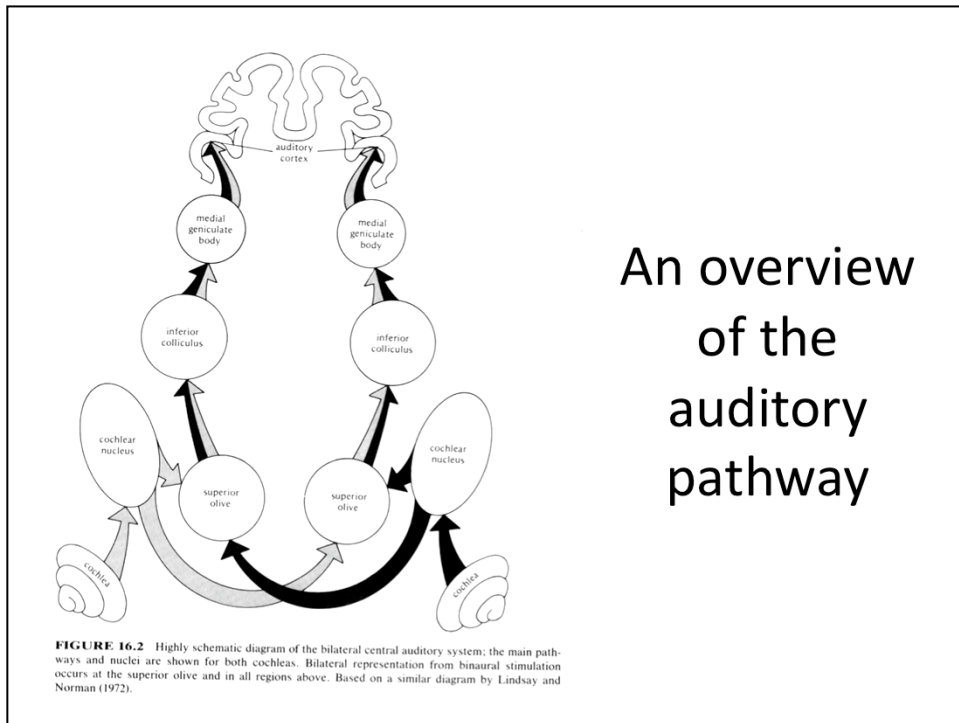 auditory
cortex
medial
geniculate
body
medial
geniculate
body
inferior
colliculus
inferior
colliculus
cochlear
nucleus
cochlear
nucleus
superior
olive
superior
olive
cochlea
cochlea
FIGURE 16.2 Highly schematic diagram of the bilateral central auditory system; the main path-
ways and nuclei are shown for both cochleas. Bilateral representation from binaural stimulation
occurs at the superior olive and in all regions above. Based on a similar diagram by Lindsay and
Norman (1972).
An overview
of the
auditory
pathway